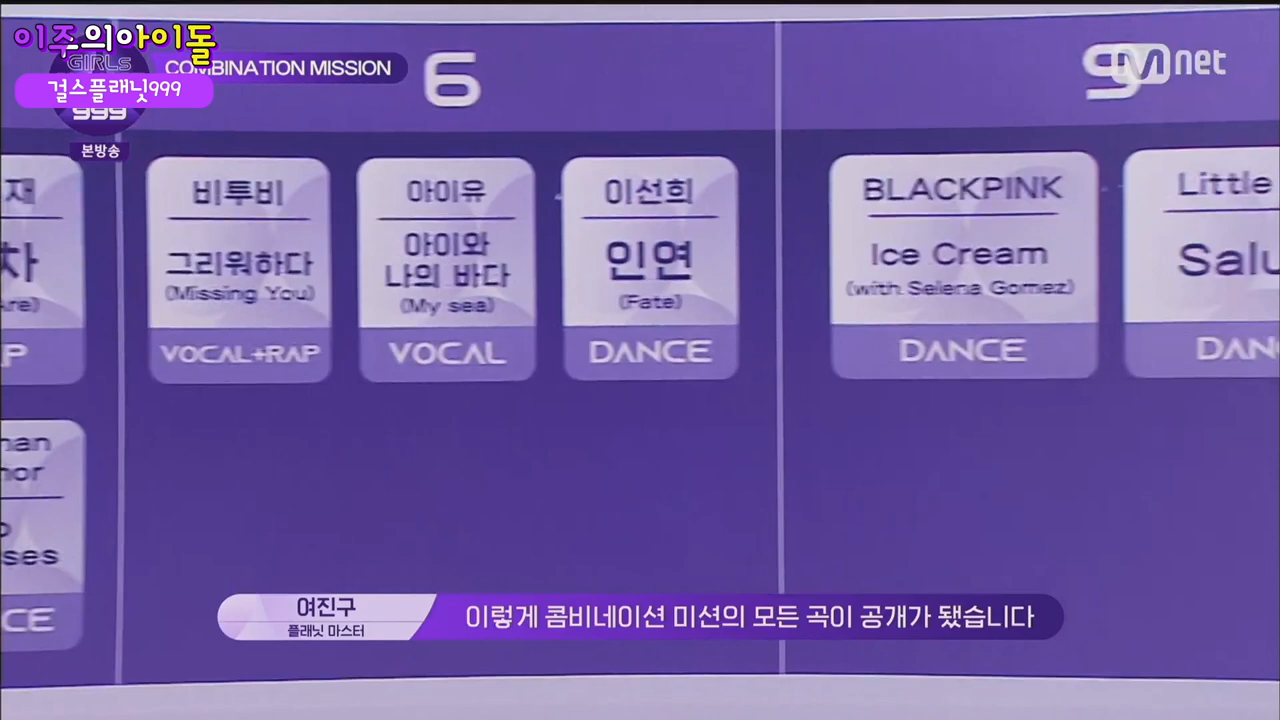 이주의아이돌
GIRLS
걸스플래닛999
999
본방송
COMBINATION MISSION
6
9
Mnet
재
차
비투비
그리워하다
(Missing You)
VOCAL+RAP
아이유
아이와
나의 바다
(My sea)
VOCAL
이선희
인연
(Fate)
DANCE
BLACKPINK
Ice Cream
(with Selena Gomez)
DANCE
Little
여진구
플래닛 마스터
이렇게 콤비네이션 미션의 모든 곡이 공개가 됐습니다